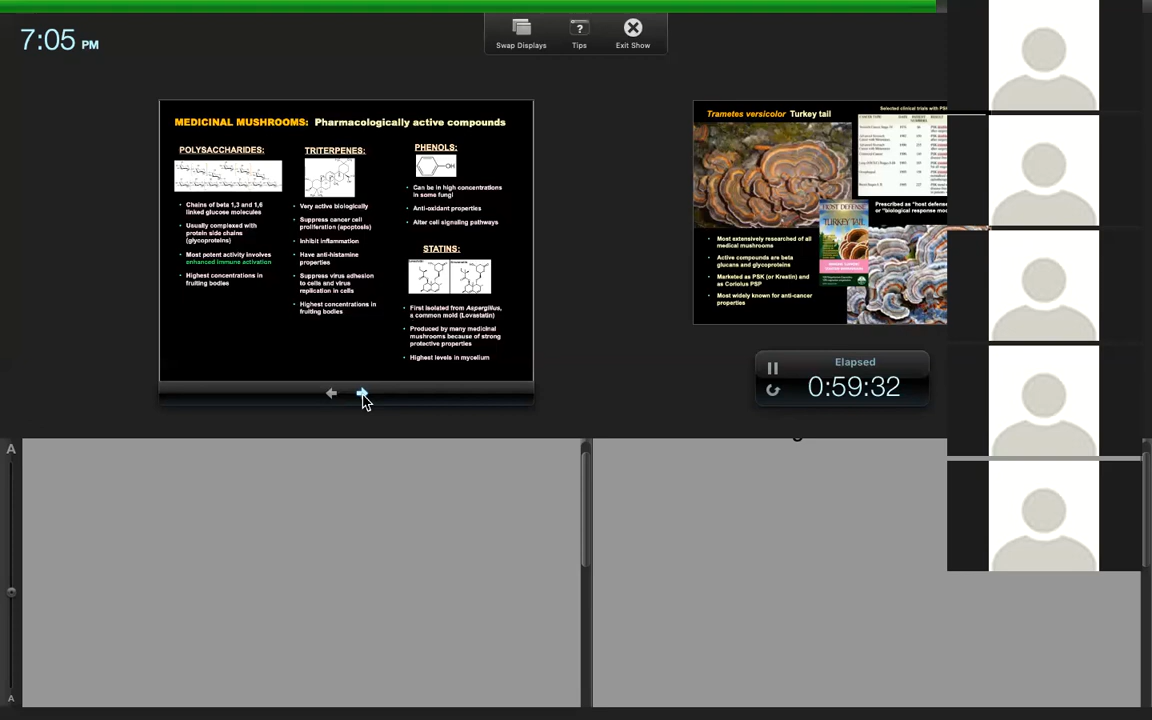 7:05 PM
Swap Displays
Tips
Exit Show
MEDICINAL MUSHROOMS: Pharmacologically active compounds
POLYSACCHARIDES:
• Chains of beta 1,3 and 1,6
linked glucose molecules
• Usually complexed with
protein side chains
(glycoproteins)
• Most potent activity involves
enhanced immune activation
• Highest concentrations in
fruiting bodies
TRITERPENES:
• Very active biologically
• Suppress cancer cell
proliferation (apoptosis)
• Inhibit inflammation
• Have anti-histamine
properties
• Suppress virus adhesion
to cells and virus
replication in cells
• Highest concentrations in
fruiting bodies
PHENOLS:
OH
• Can be in high concentrations
in some fungi
• Anti-oxidant properties
• Alter cell signaling pathways
STATINS:
• First isolated from Aspergillus,
a common mold (Lovastatin)
• Produced by many medicinal
mushrooms because of strong
protective properties
• Highest levels in mycelium
Trametes versicolor Turkey tail
Selected clinical trials with
Prescribed as "host defense
or "biological response
HOST DEFENSE
TURKEY TAIL
• Most extensively researched of all
medical mushrooms
• Active compounds are beta
glucans and glycoproteins
• Marketed as PSK (or Krestin) and
as Coriolus PSP
• Most widely known for anti-cancer
properties
Elapsed
0:59:32
A
A